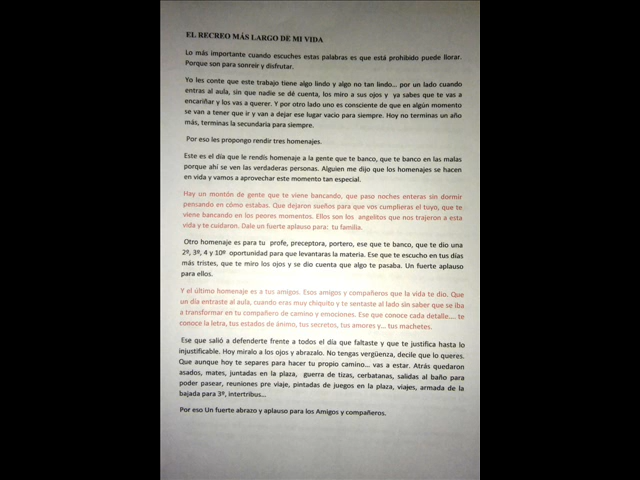 EL RECREO MÁS LARGO DE MI VIDA
Lo más importante cuando escuches estas palabras es que está prohibido puede llorar.
Porque son para sonreir y disfrutar.
Yo les conte que este trabajo tiene algo lindo y algo no tan lindo... por un lado cuando
entras al aula, sin que nadie se dé cuenta, los miro a sus ojos y ya sabes que te vas a
encariñar y los vas a querer. Y por otro lado uno es consciente de que en algún momento
se van a tener que ir y van a dejar ese lugar vacio para siempre. Hoy no terminas un año
más, terminas la secundaria para siempre.
Por eso les propongo rendir tres homenajes.
Este es el día que le rendís homenaje a la gente que te banco, que te banco en las malas
porque ahí se ven las verdaderas personas. Alguien me dijo que los homenajes se hacen
en vida y vamos a aprovechar este momento tan especial.
Hay un montón de gente que te viene bancando, que paso noches enteras sin dormir
pensando en cómo estabas. Que dejaron sueños para que vos cumplieras el tuyo, que te
viene bancando en los peores momentos. Ellos son los angelitos que nos trajeron a esta
vida y te cuidaron. Dale un fuerte aplauso para: tu familia.
Otro homenaje es para tu profe, preceptora, portero, ese que te banco, que te dio una
2º, 3º, 4 y 10º oportunidad para que levantaras la materia. Ese que te escucho en tus días
más tristes, que te miro los ojos y se dio cuenta que algo te pasaba. Un fuerte aplauso
para ellos.
Y el último homenaje es a tus amigos. Esos amigos y compañeros que la vida te dio. Que
un día entraste al aula, cuando eras muy chiquito y te sentaste al lado sin saber que se iba
a transformar en tu compañero de camino y emociones. Ese que conoce cada detalle.... te
conoce la letra, tus estados de ánimo, tus secretos, tus amores y... tus machetes.
Ese que salió a defenderte frente a todos el día que faltaste y que te justifica hasta lo
injustificable. Hoy miralo a los ojos y abrazalo. No tengas vergüenza, decile que lo queres.
Que aunque hoy te separes para hacer tu propio camino... vas a estar. Atrás quedaron
asados, mates, juntadas en la plaza, guerra de tizas, cerbatanas, salidas al baño para
poder pasear, reuniones pre viaje, pintadas de juegos en la plaza, viajes, armada de la
bajada para 3º, intertribus...
Por eso Un fuerte abrazo y aplauso para los Amigos y compañeros.